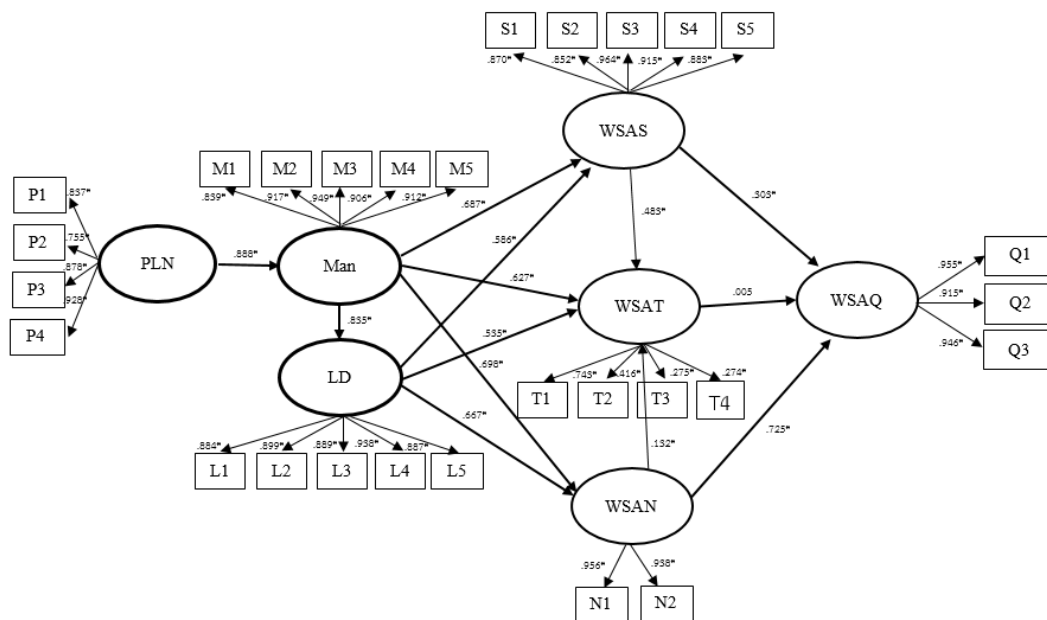 S1
S2
S3
S4
S5
.870*
.852*
.964*
.915*
.883*
WSAS
M1
M2
M3
M4
M5
.839*
.917*
.949*
.906*
.912*
P1
P2
P3
P4
.837*
.755*
.878*
.928*
PLN
.888*
Man
.687*
.586*
.483*
.303*
.627*
WSAT
.005
WSAQ
.955*
.915*
.946*
Q1
Q2
Q3
.835*
LD
.535*
.698*
.667*
.743*
.416*
.275*
.274*
T1
T2
T3
T4
.884*
.899*
.889*
.938*
.887*
L1
L2
L3
L4
L5
.132*
.725*
WSAN
.956*
.938*
N1
N2